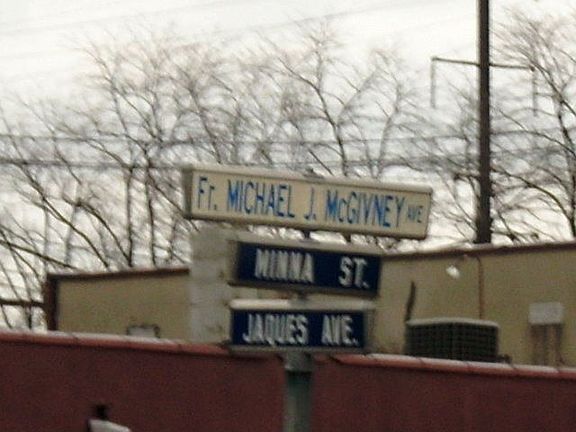 Fr. MICHAEL J. McGIVNEY AVE
MINNA ST.
JAQUES AVE.